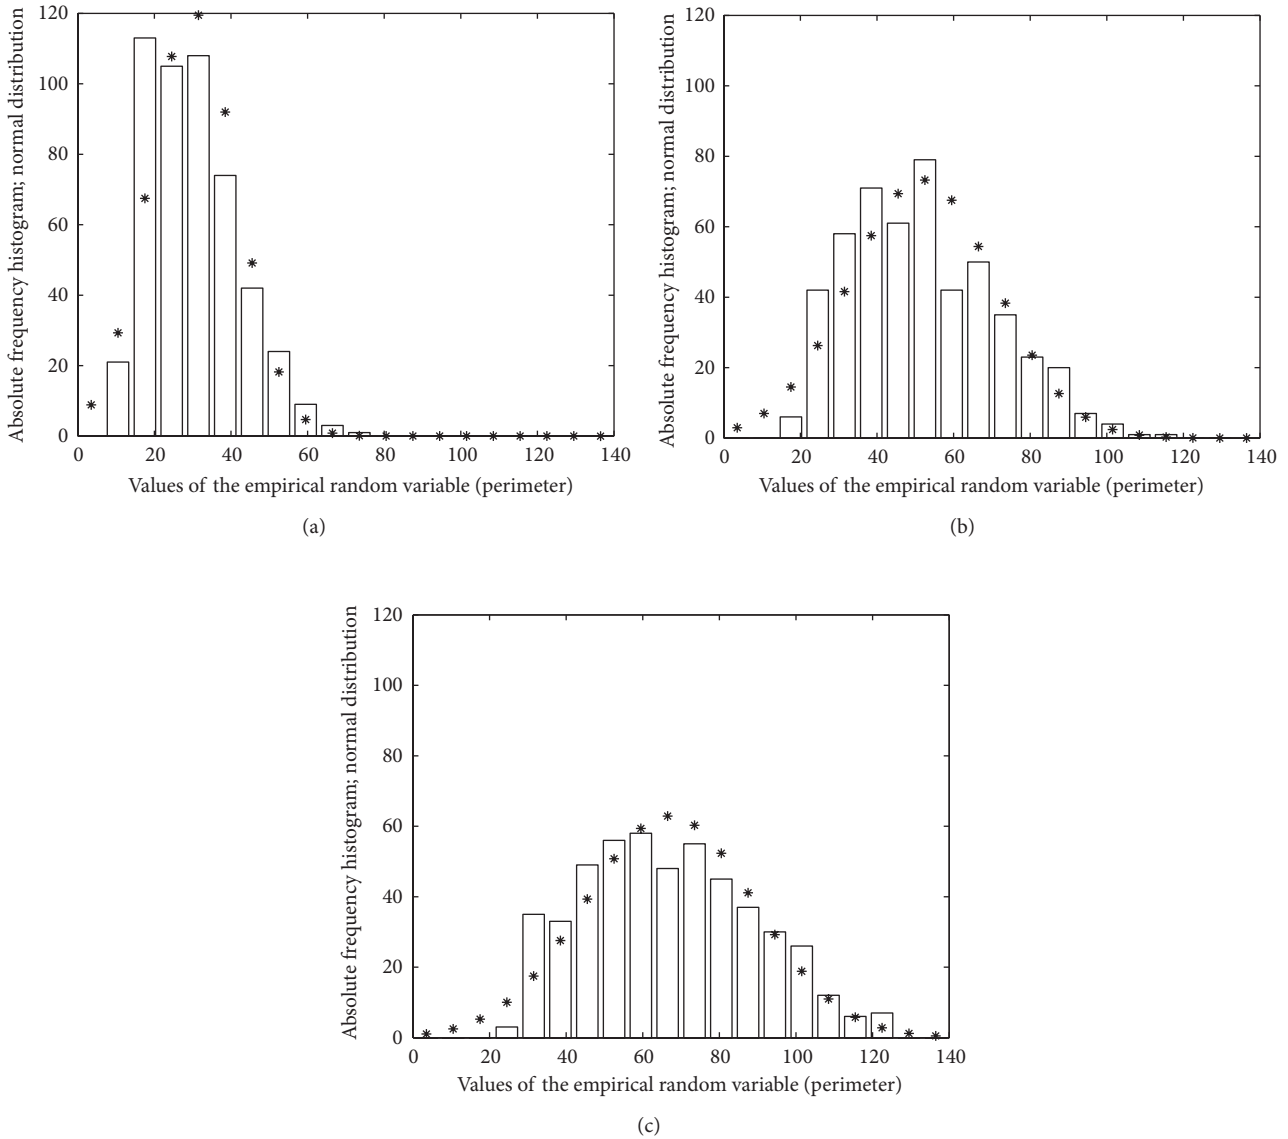 Absolute frequency histogram; normal distribution
120
100
80
60
40
20
0
0 20 40 60 80 100 120 140
Values of the empirical random variable (perimeter)
(a)
Absolute frequency histogram; normal distribution
120
100
80
60
40
20
0
0 20 40 60 80 100 120 140
Values of the empirical random variable (perimeter)
(b)
Absolute frequency histogram; normal distribution
120
100
80
60
40
20
0
0 20 40 60 80 100 120 140
Values of the empirical random variable (perimeter)
(c)